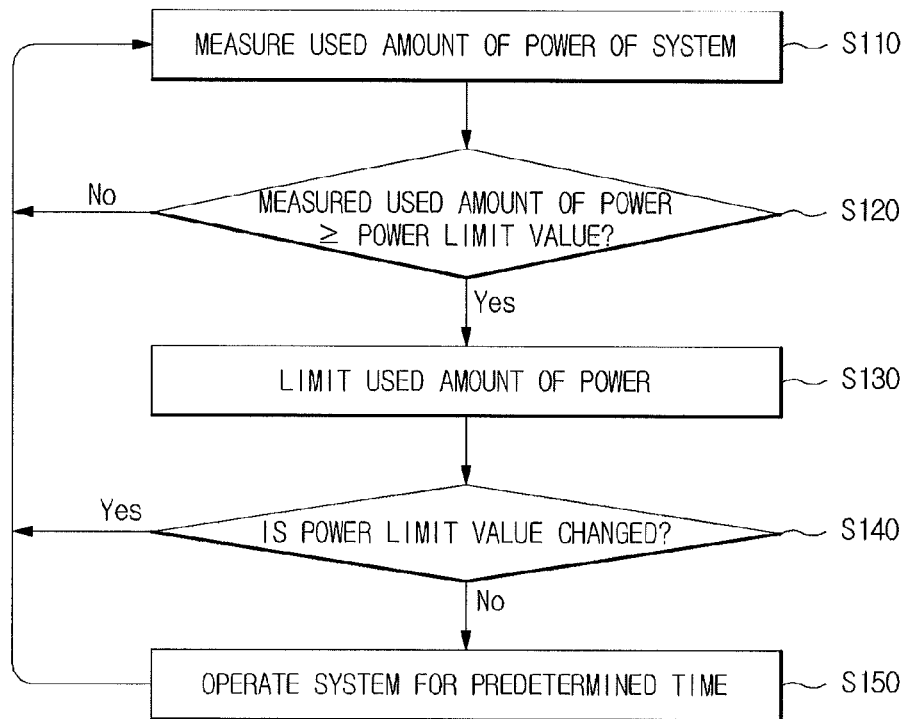 MEASURE USED AMOUNT OF POWER OF SYSTEM
S110
No
MEASURED USED AMOUNT OF POWER
≥ POWER LIMIT VALUE?
S120
Yes
LIMIT USED AMOUNT OF POWER
S130
Yes
IS POWER LIMIT VALUE CHANGED?
S140
No
OPERATE SYSTEM FOR PREDETERMINED TIME
S150